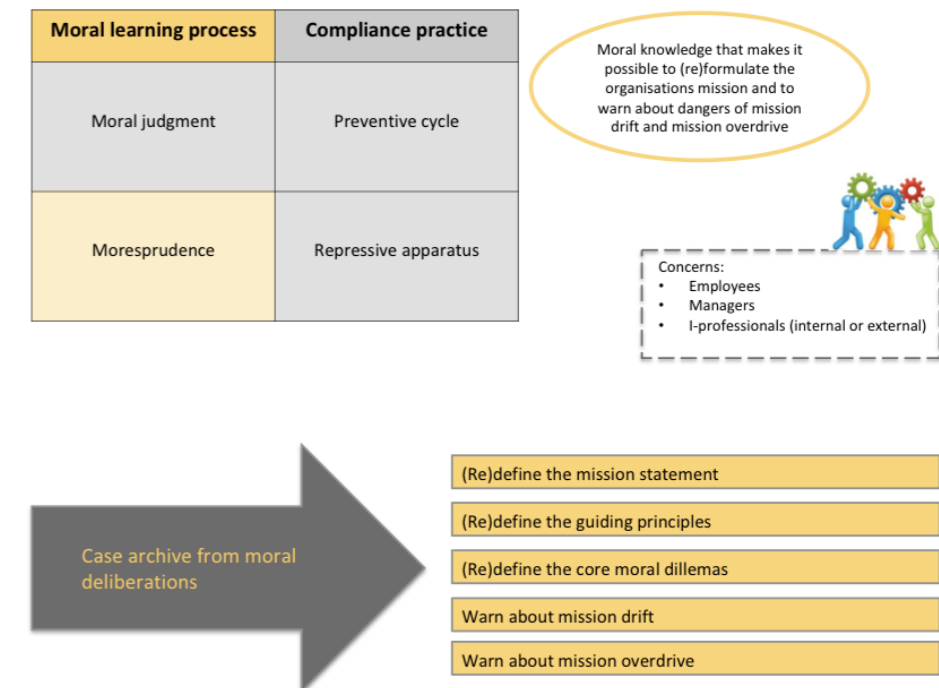 Moral learning process
Compliance practice
Moral judgment
Preventive cycle
Moresprudence
Repressive apparatus
Moral knowledge that makes it
possible to (re)formulate the
organisations mission and to
warn about dangers of mission
drift and mission overdrive
Concerns:
• Employees
• Managers
• I-professionals (internal or external)
Case archive from moral
deliberations
(Re)define the mission statement
(Re)define the guiding principles
(Re)define the core moral dillemas
Warn about mission drift
Warn about mission overdrive